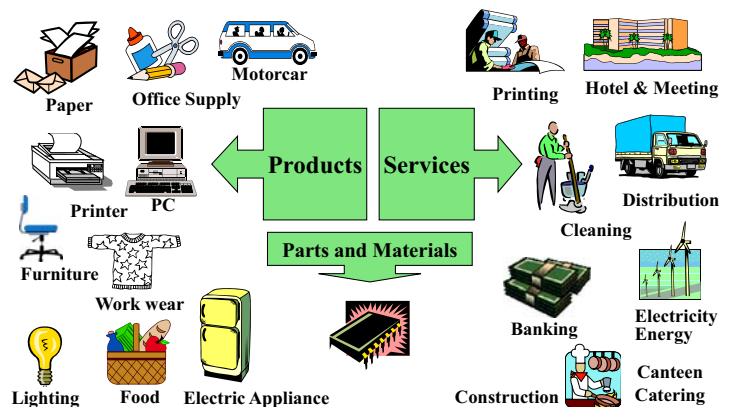 Paper
Office Supply
Motorcar
Printing
Hotel & Meeting
Products
Services
Printer
PC
Distribution
Cleaning
Furniture
Parts and Materials
Work wear
Banking
Electricity
Energy
Lighting
Food
Electric Appliance
Construction
Canteen
Catering